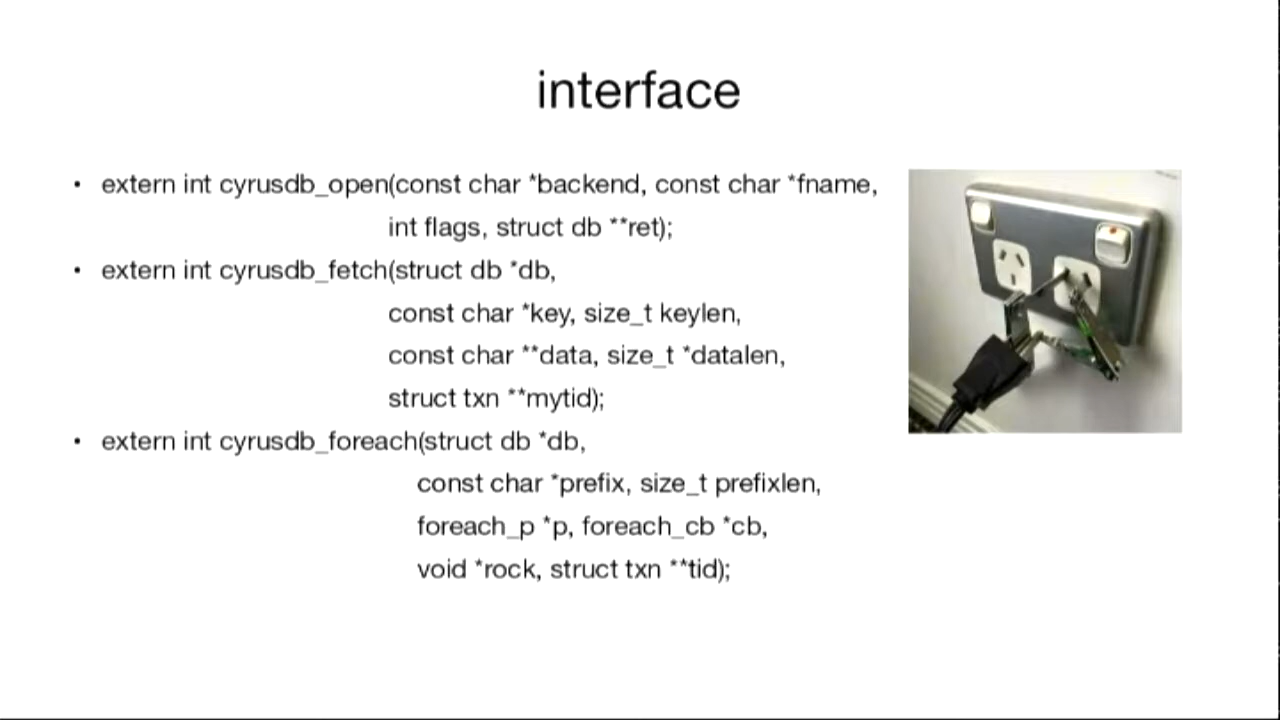 interface
• extern int cyrusdb_open(const char *backend, const char *fname,
int flags, struct db **ret);
• extern int cyrusdb_fetch(struct db *db,
const char *key, size_t keylen,
const char **data, size_t *datalen,
struct txn **mytid);
• extern int cyrusdb_foreach(struct db *db,
const char *prefix, size_t prefixlen,
foreach_p *p, foreach_cb *cb,
void *rock, struct txn **tid);